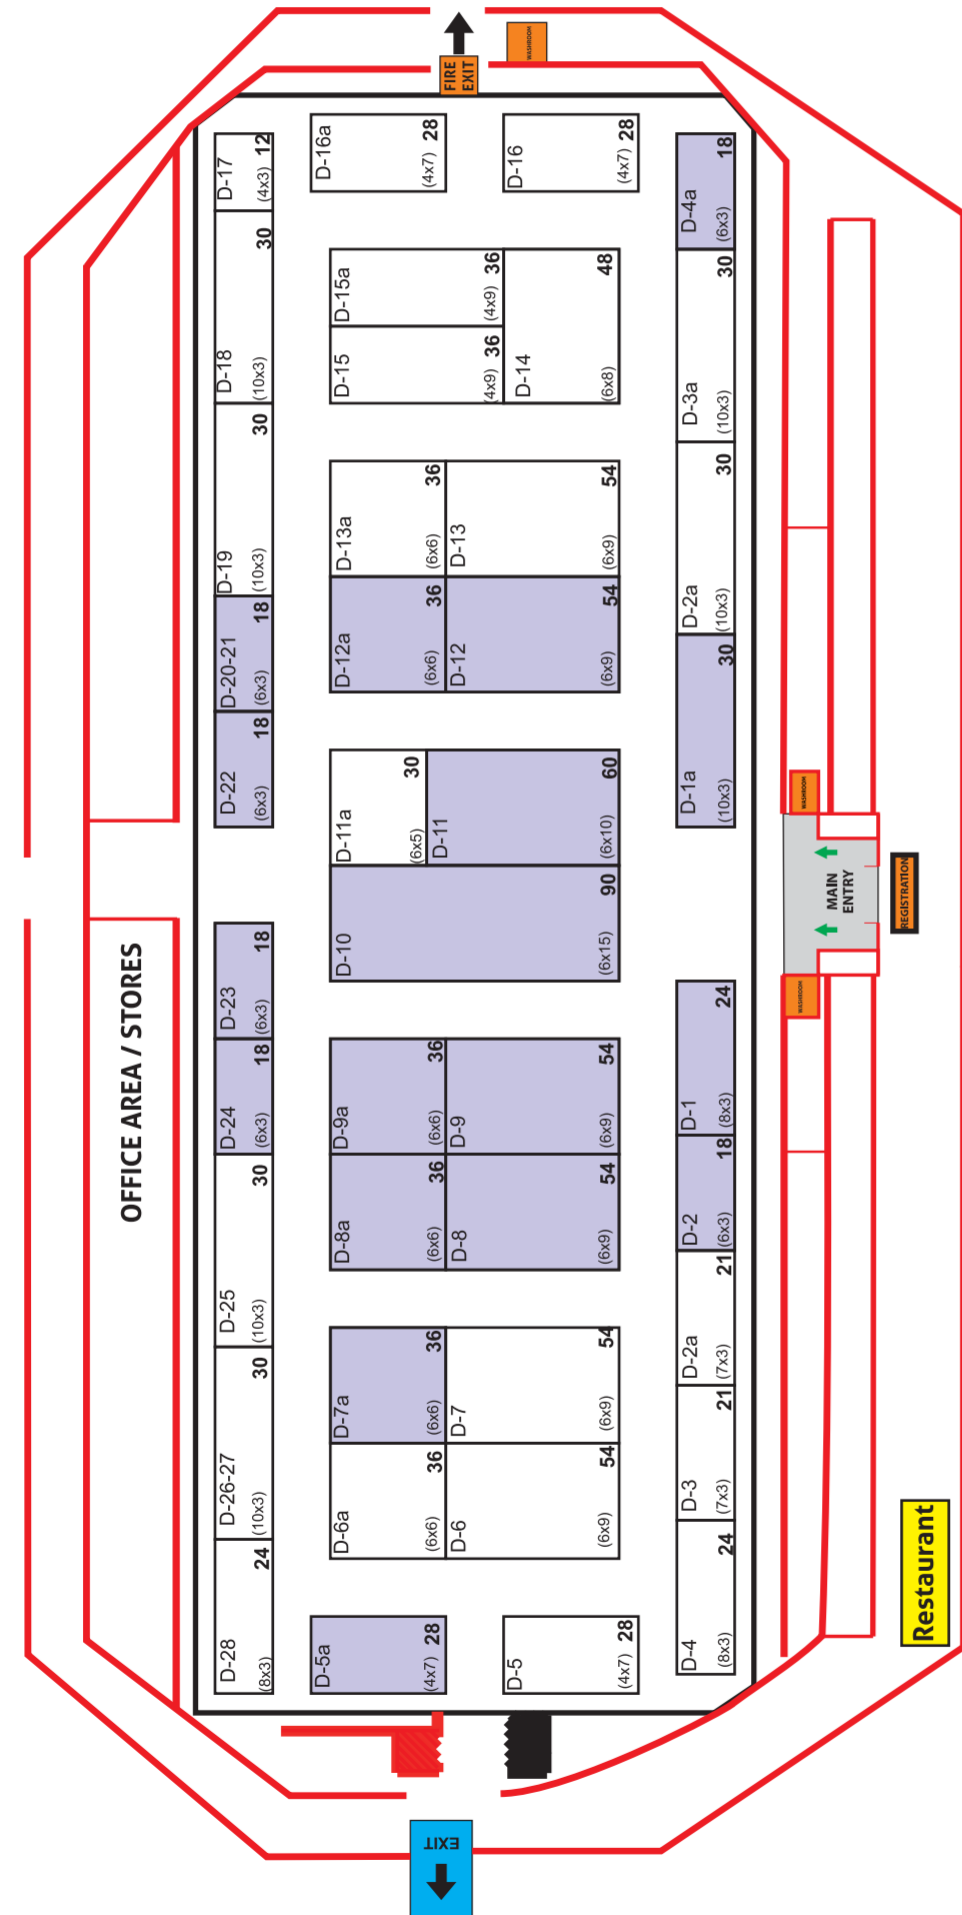 WASHROOM
FIRE
EXIT
D-17
(4x3) 12
D-16a
(4x7) 28
D-16
(4x7) 28
D-4a
(6x3) 18
D-18
(10x3) 30
D-15a
(4x9) 36
D-15
(4x9) 36
D-14
(6x8) 48
D-3a
(10x3) 30
D-19
(10x3) 30
D-13a
(6x6) 36
D-13
(6x9) 54
D-2a
(10x3) 30
D-20-21
(6x3) 18
D-12a
(6x6) 36
D-12
(6x9) 54
D-22
(6x3) 18
D-11a
(6x5) 30
D-11
(6x10) 60
D-1a
(10x3) 30
WASHROOM
MAIN
ENTRY
REGISTRATION
WASHROOM
D-10
(6x15) 90
OFFICE AREA / STORES
D-23
(6x3) 18
D-24
(6x3) 18
D-9a
(6x6) 36
D-9
(6x9) 54
D-1
(8x3) 24
D-8a
(6x6) 36
D-8
(6x9) 54
D-2
(6x3) 18
D-25
(10x3) 30
D-7a
(6x6) 36
D-7
(6x9) 54
D-2a
(7x3) 21
D-26-27
(10x3) 30
D-6a
(6x6) 36
D-6
(6x9) 54
D-3
(7x3) 21
D-28
(8x3) 24
D-5a
(4x7) 28
D-5
(4x7) 28
D-4
(8x3) 24
Restaurant
EXIT